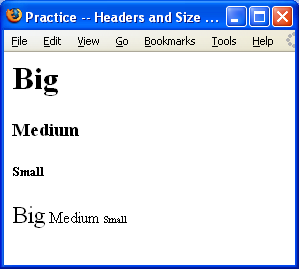 Practice -- Headers and Size ...
File Edit View Go Bookmarks Tools Help
Big
Medium
Small
Big Medium Small